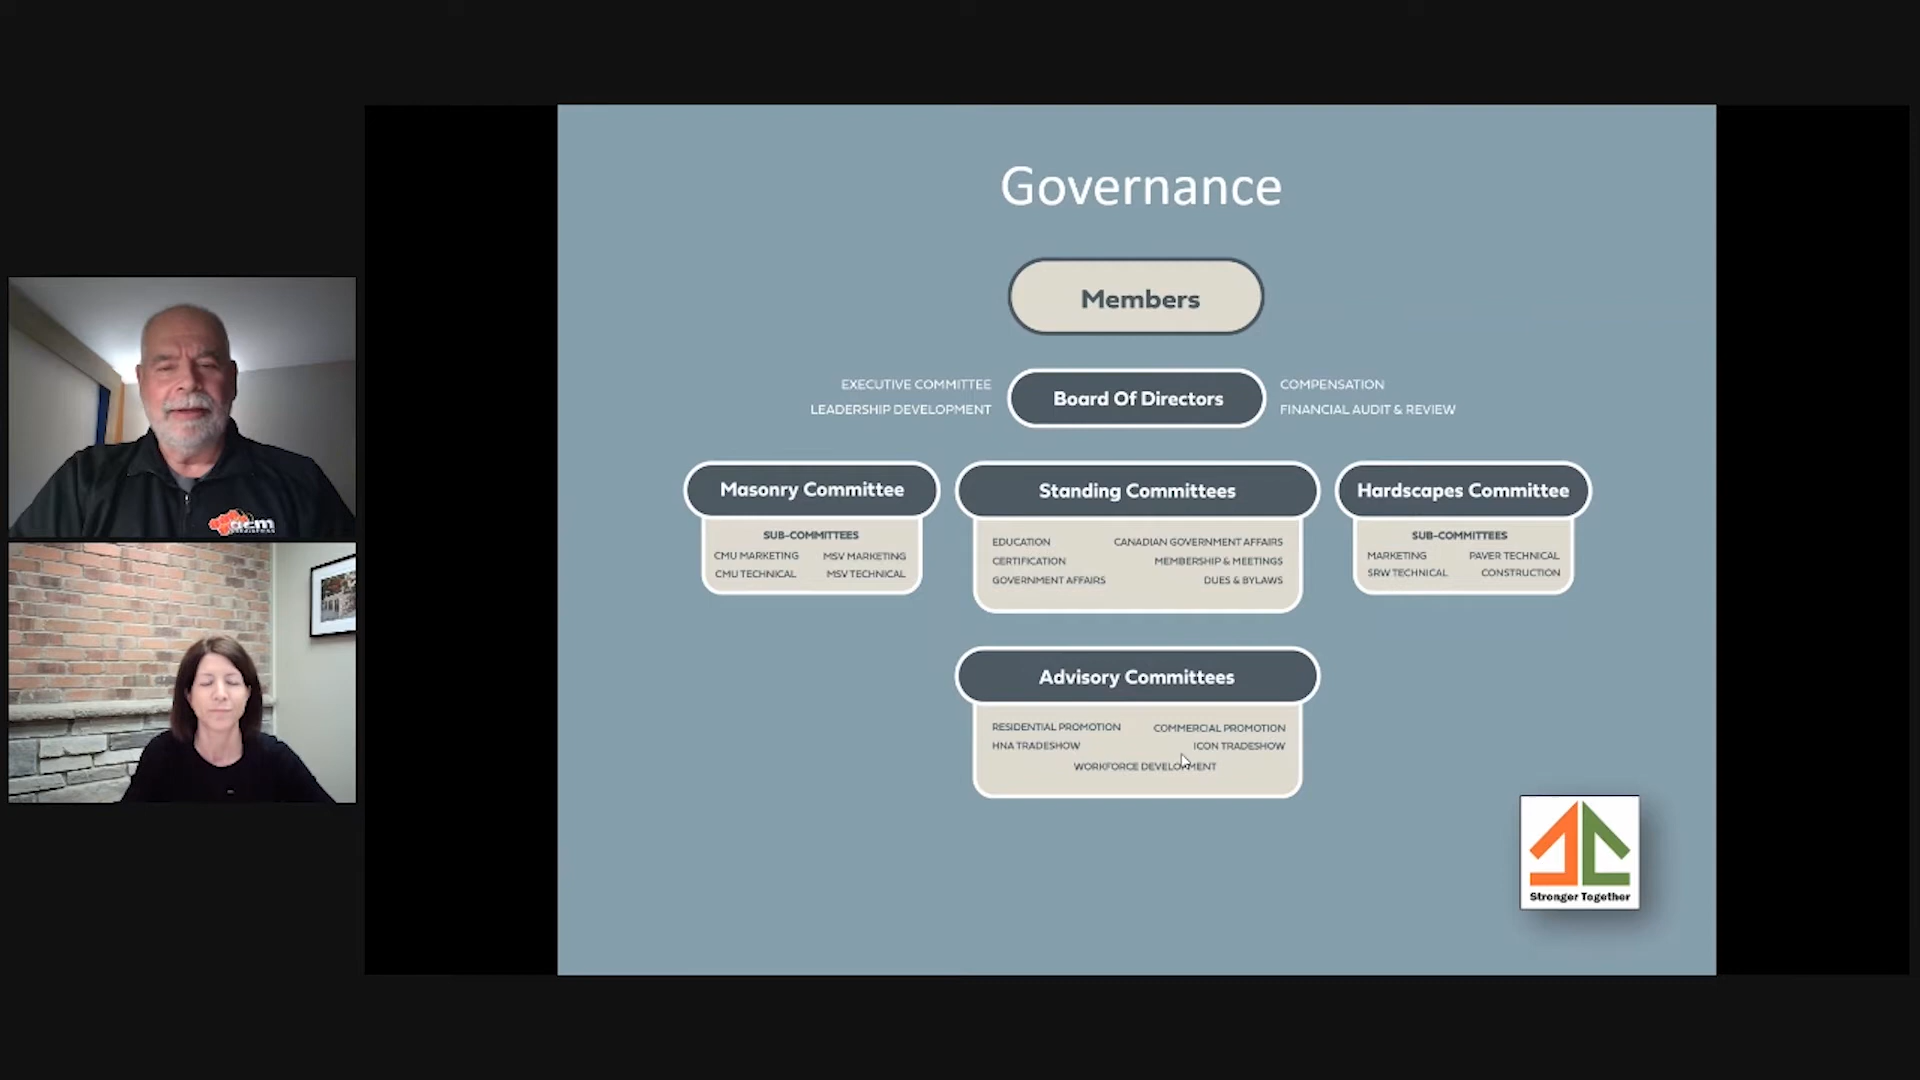 Governance
Members
EXECUTIVE COMMITTEE
LEADERSHIP DEVELOPMENT
Board Of Directors
COMPENSATION
FINANCIAL AUDIT & REVIEW
Masonry Committee
SUB-COMMITTEES
CMU MARKETING MSV MARKETING
CMU TECHNICAL MSV TECHNICAL
Standing Committees
EDUCATION CANADIAN GOVERNMENT AFFAIRS
CERTIFICATION MEMBERSHIP & MEETINGS
GOVERNMENT AFFAIRS DUES & BYLAWS
Hardscapes Committee
SUB-COMMITTEES
MARKETING PAVER TECHNICAL
SRW TECHNICAL CONSTRUCTION
Advisory Committees
RESIDENTIAL PROMOTION COMMERCIAL PROMOTION
HNA TRADESHOW ICON TRADESHOW
WORKFORCE DEVELOPMENT
Stronger Together
acm